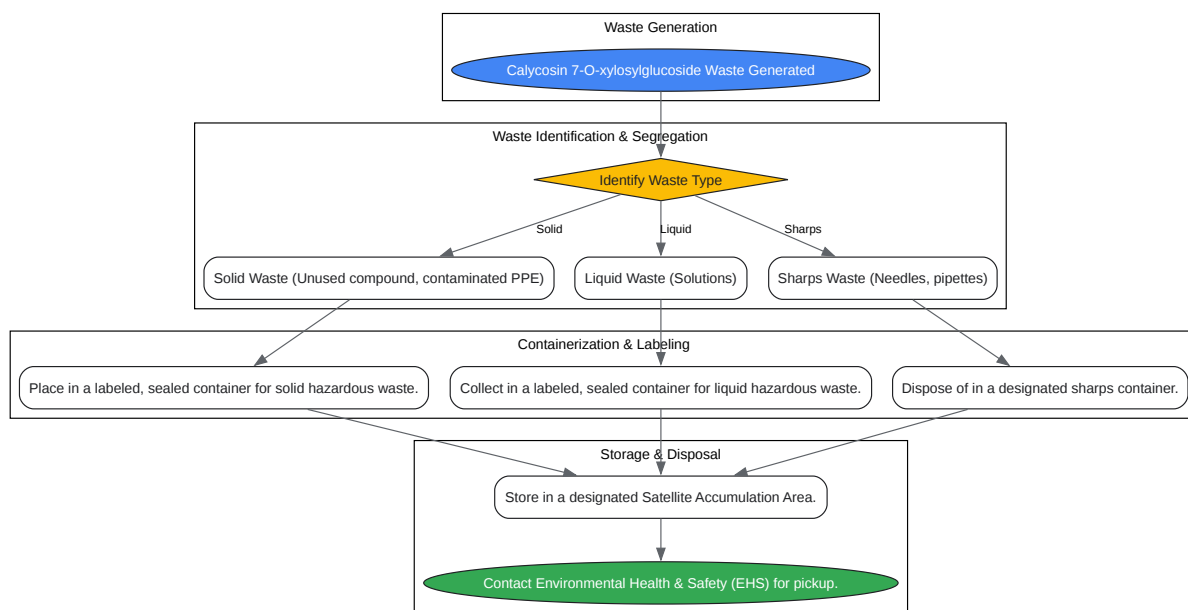 Waste Generation
Calycosin 7-O-xylosylglucoside Waste Generated
Waste Identification & Segregation
Identify Waste Type
Solid
Liquid
Sharps
Solid Waste (Unused compound, contaminated PPE)
Liquid Waste (Solutions)
Sharps Waste (Needles, pipettes)
Containerization & Labeling
Place in a labeled, sealed container for solid hazardous waste.
Collect in a labeled, sealed container for liquid hazardous waste.
Dispose of in a designated sharps container.
Storage & Disposal
Store in a designated Satellite Accumulation Area.
Contact Environmental Health & Safety (EHS) for pickup.